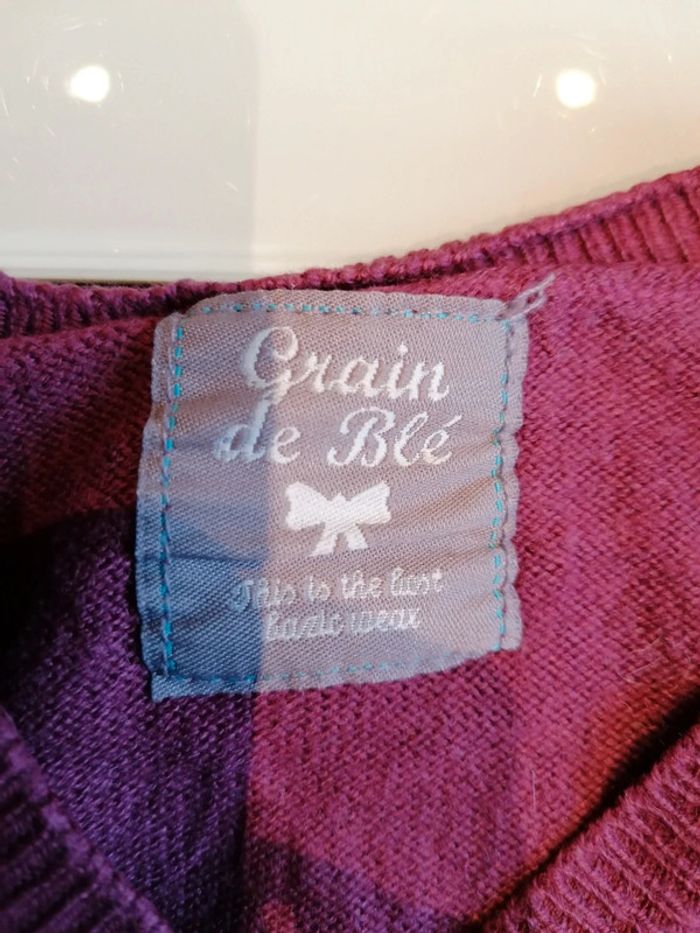 Grain
de Blé
This is the best
basic wear